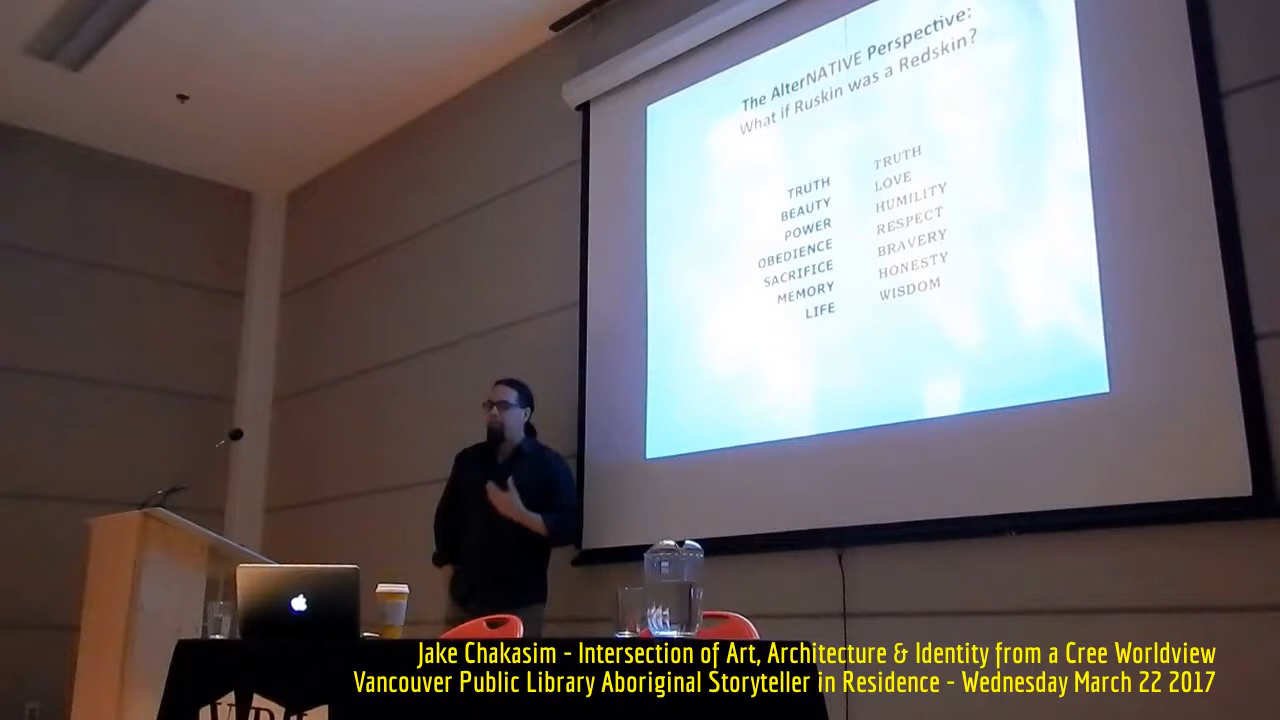 The AlterNATIVE Perspective:
What if Ruskin was a Redskin?
TRUTH
BEAUTY
POWER
OBEDIENCE
SACRIFICE
MEMORY
LIFE
TRUTH
LOVE
HUMILITY
RESPECT
BRAVERY
HONESTY
WISDOM
Jake Chakasim - Intersection of Art, Architecture & Identity from a Cree Worldview
Vancouver Public Library Aboriginal Storyteller in Residence - Wednesday March 22 2017